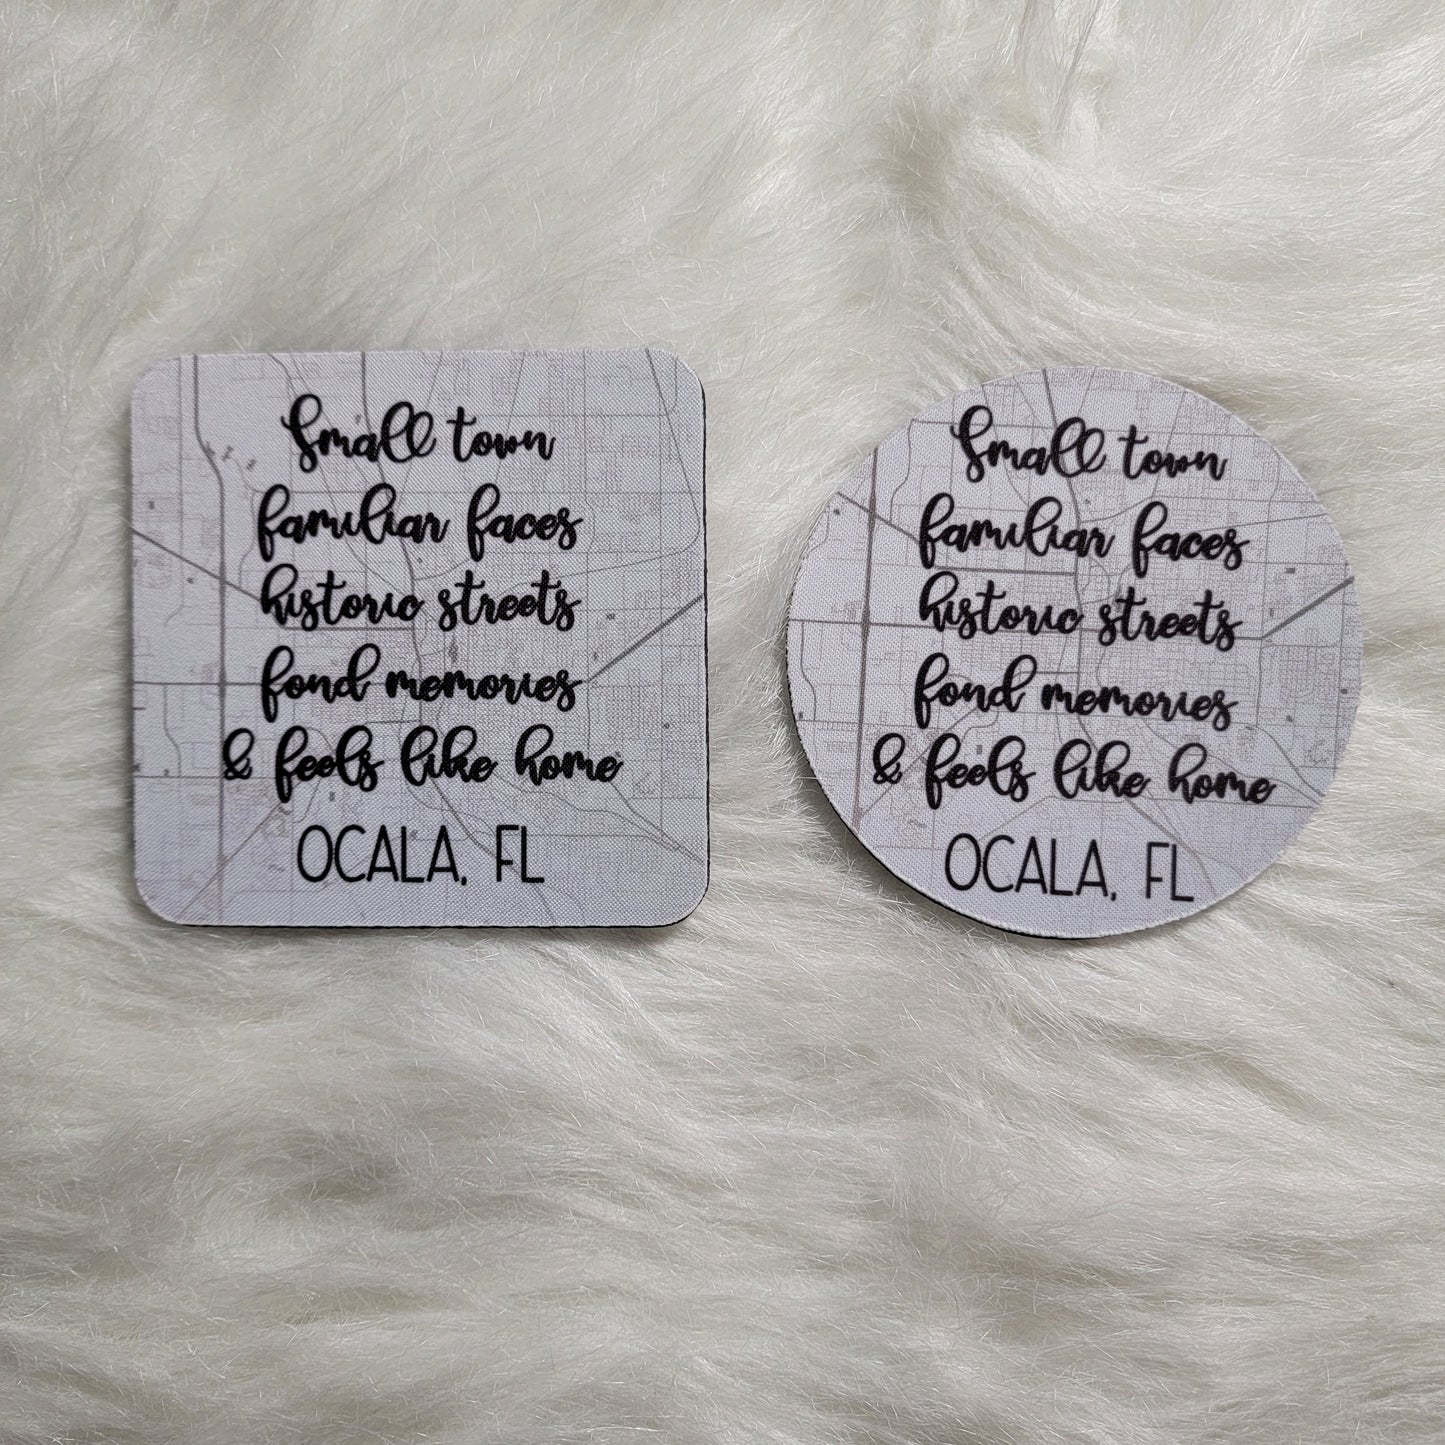 Small town
familiar faces
historic streets
fond memories
& feels like home
OCALA, FL
Small town
familiar faces
historic streets
fond memories
& feels like home
OCALA, FL